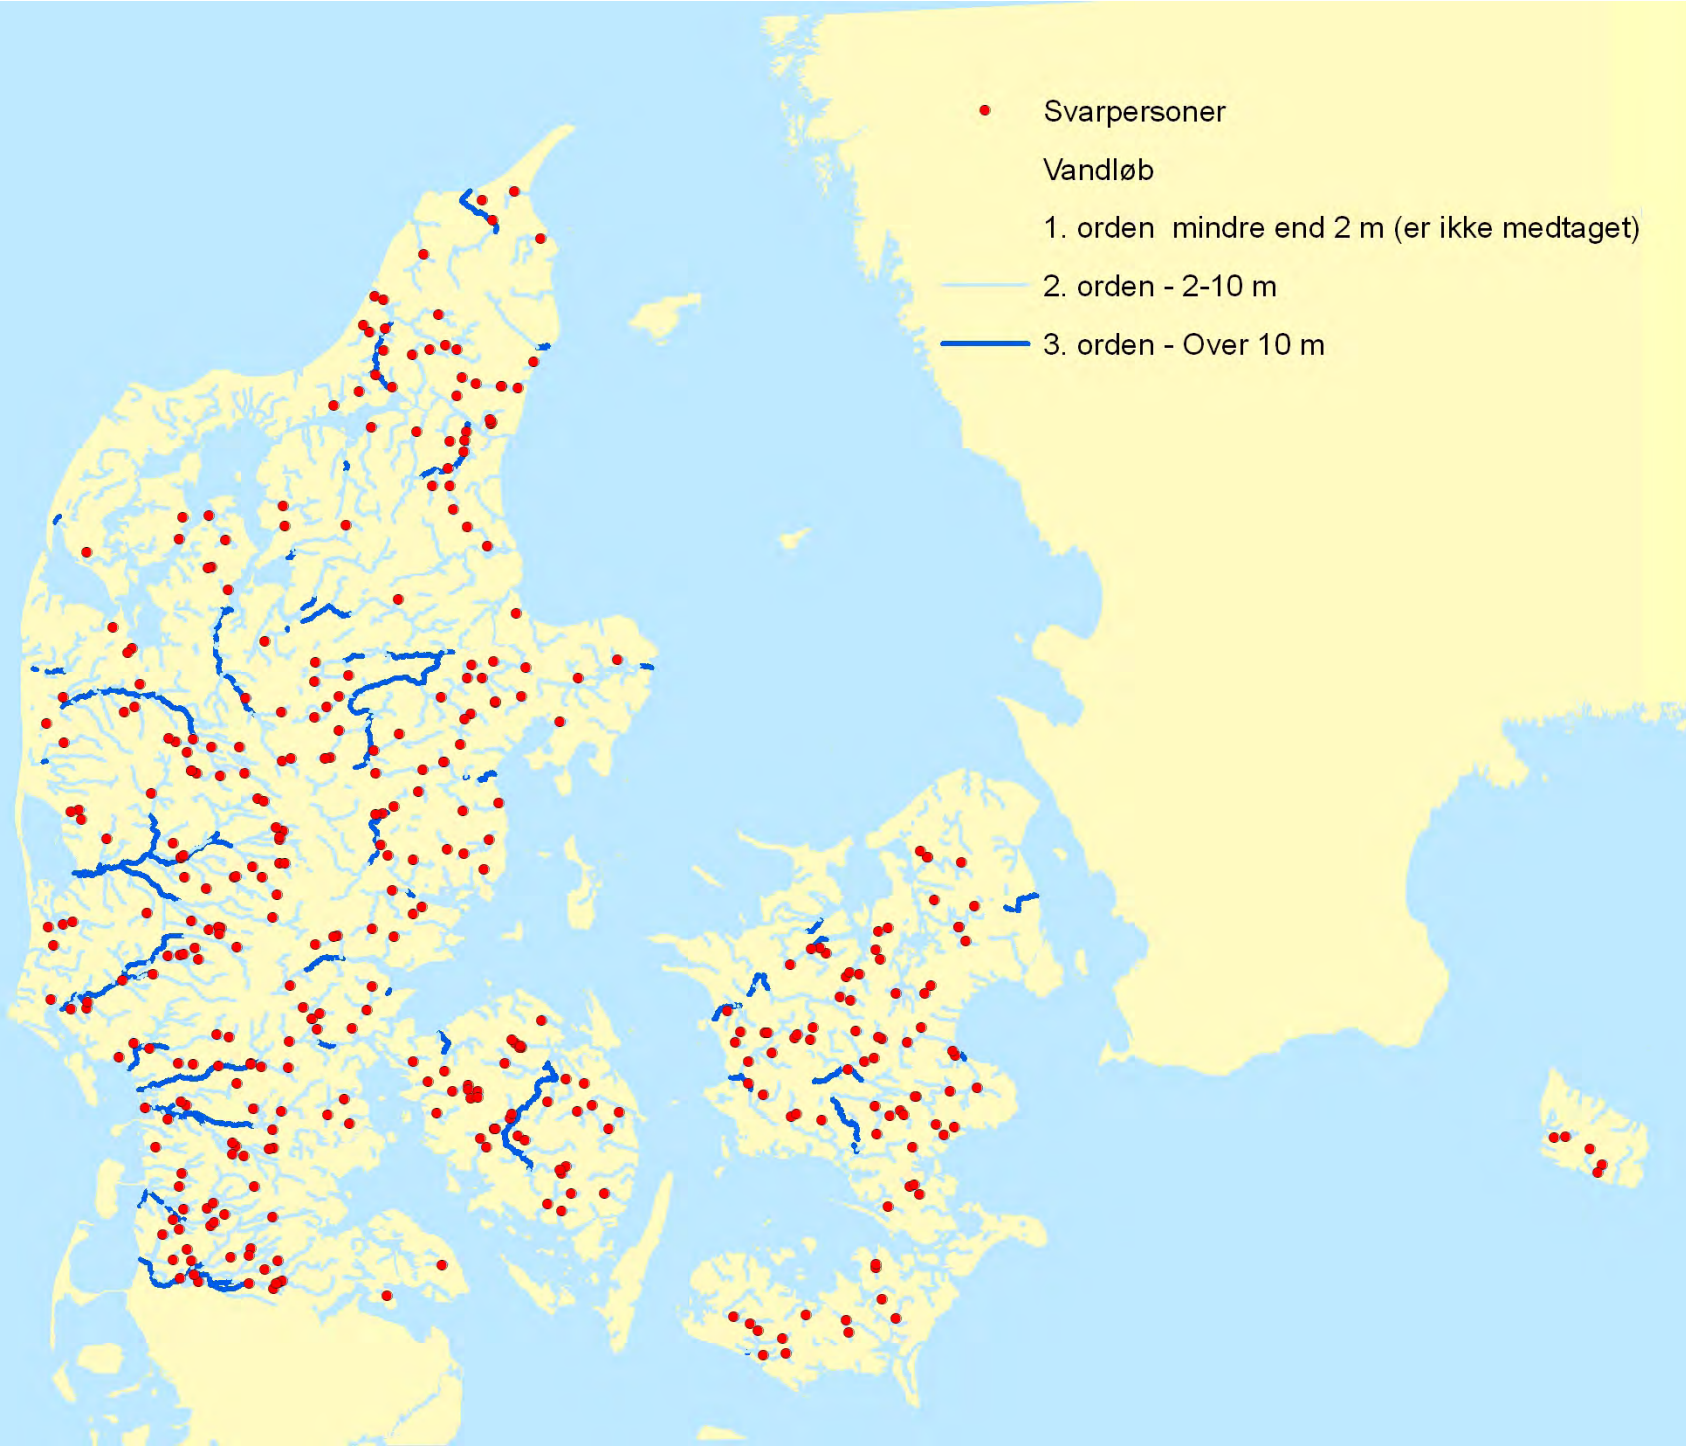 Svarpersoner
Vandløb
1. orden  mindre end 2 m (er ikke medtaget)
2. orden - 2-10 m
3. orden - Over 10 m